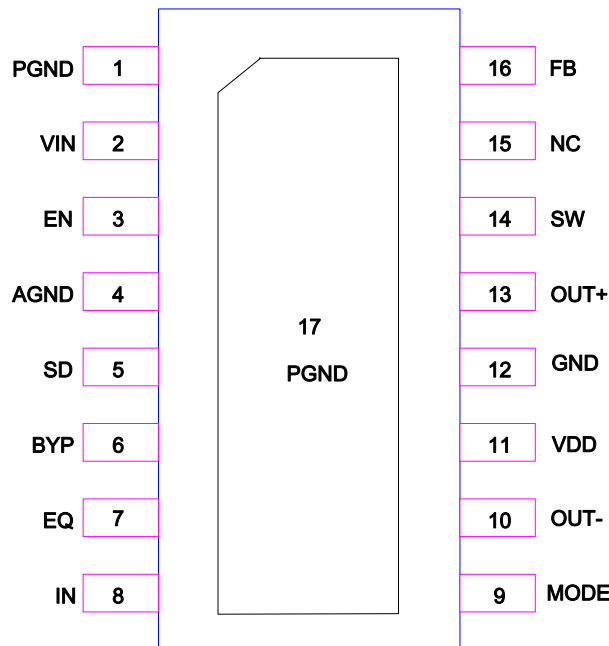 PGND 1 16 FB
VIN 2 15 NC
EN 3 14 SW
AGND 4 13 OUT+
17
PGND
SD 5 12 GND
BYP 6 11 VDD
EQ 7 10 OUT-
IN 8 9 MODE